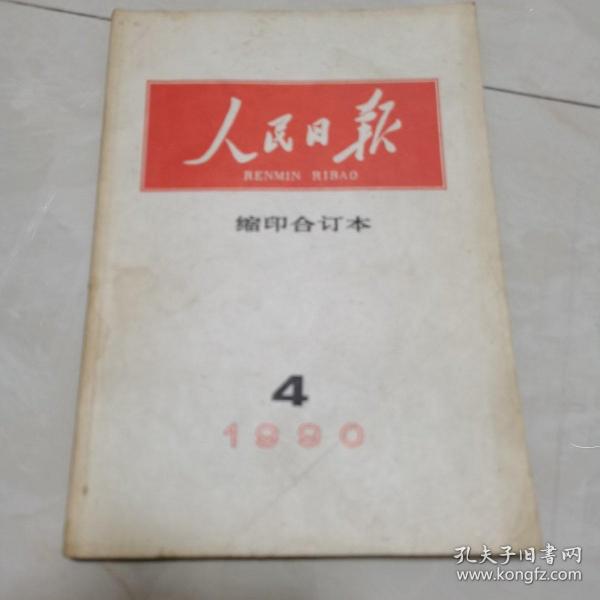 人民日报
RENMIN RIBAO
缩印合订本
4
1990
孔夫子旧书网
www.kongfz.com